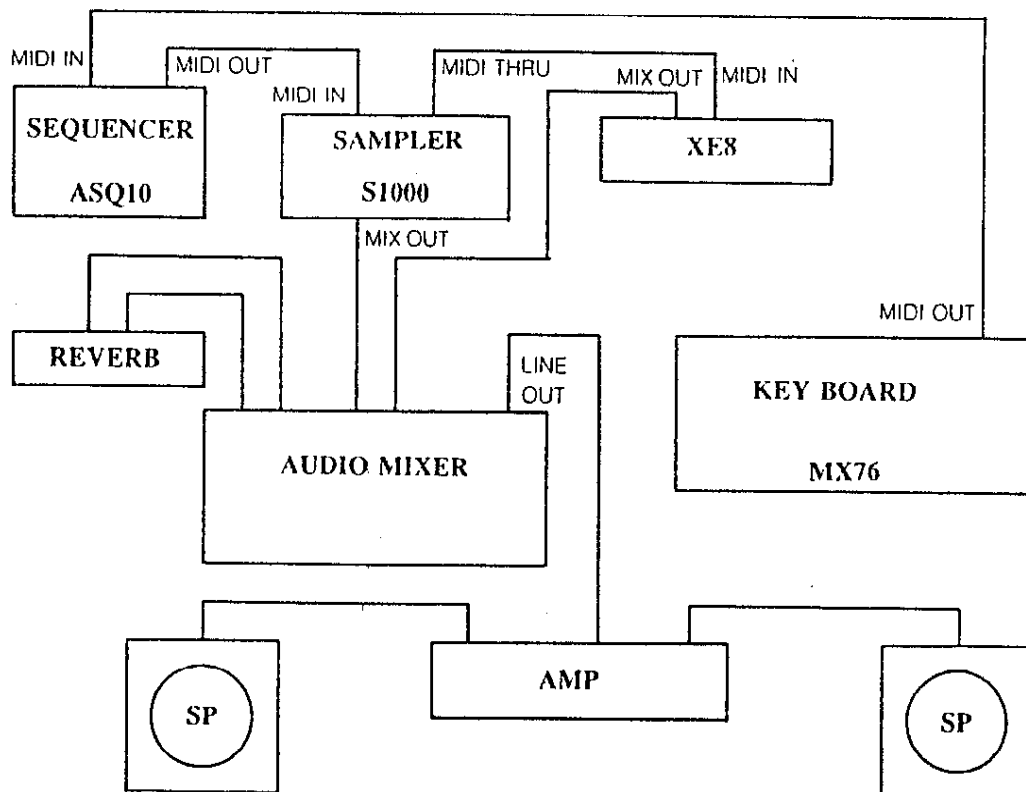 MIDI IN
MIDI OUT
MIDI IN
MIDI THRU
MIX OUT
MIDI IN
SEQUENCER
ASQ10
SAMPLER
S1000
XE8
MIX OUT
MIDI OUT
REVERB
LINE
OUT
KEY BOARD
MX76
AUDIO MIXER
AMP
SP
SP